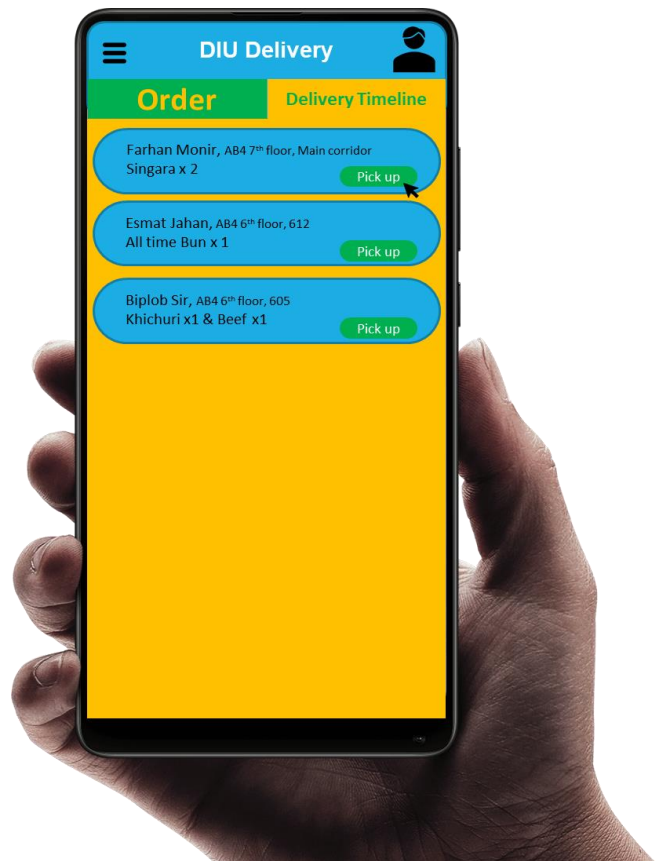 DIU Delivery
Order
Delivery Timeline
Farhan Monir, AB4 7th floor, Main corridor
Singara x 2
Pick up
Esmat Jahan, AB4 6th floor, 612
All time Bun x 1
Pick up
Biplob Sir, AB4 6th floor, 605
Khichuri x1 & Beef x1
Pick up